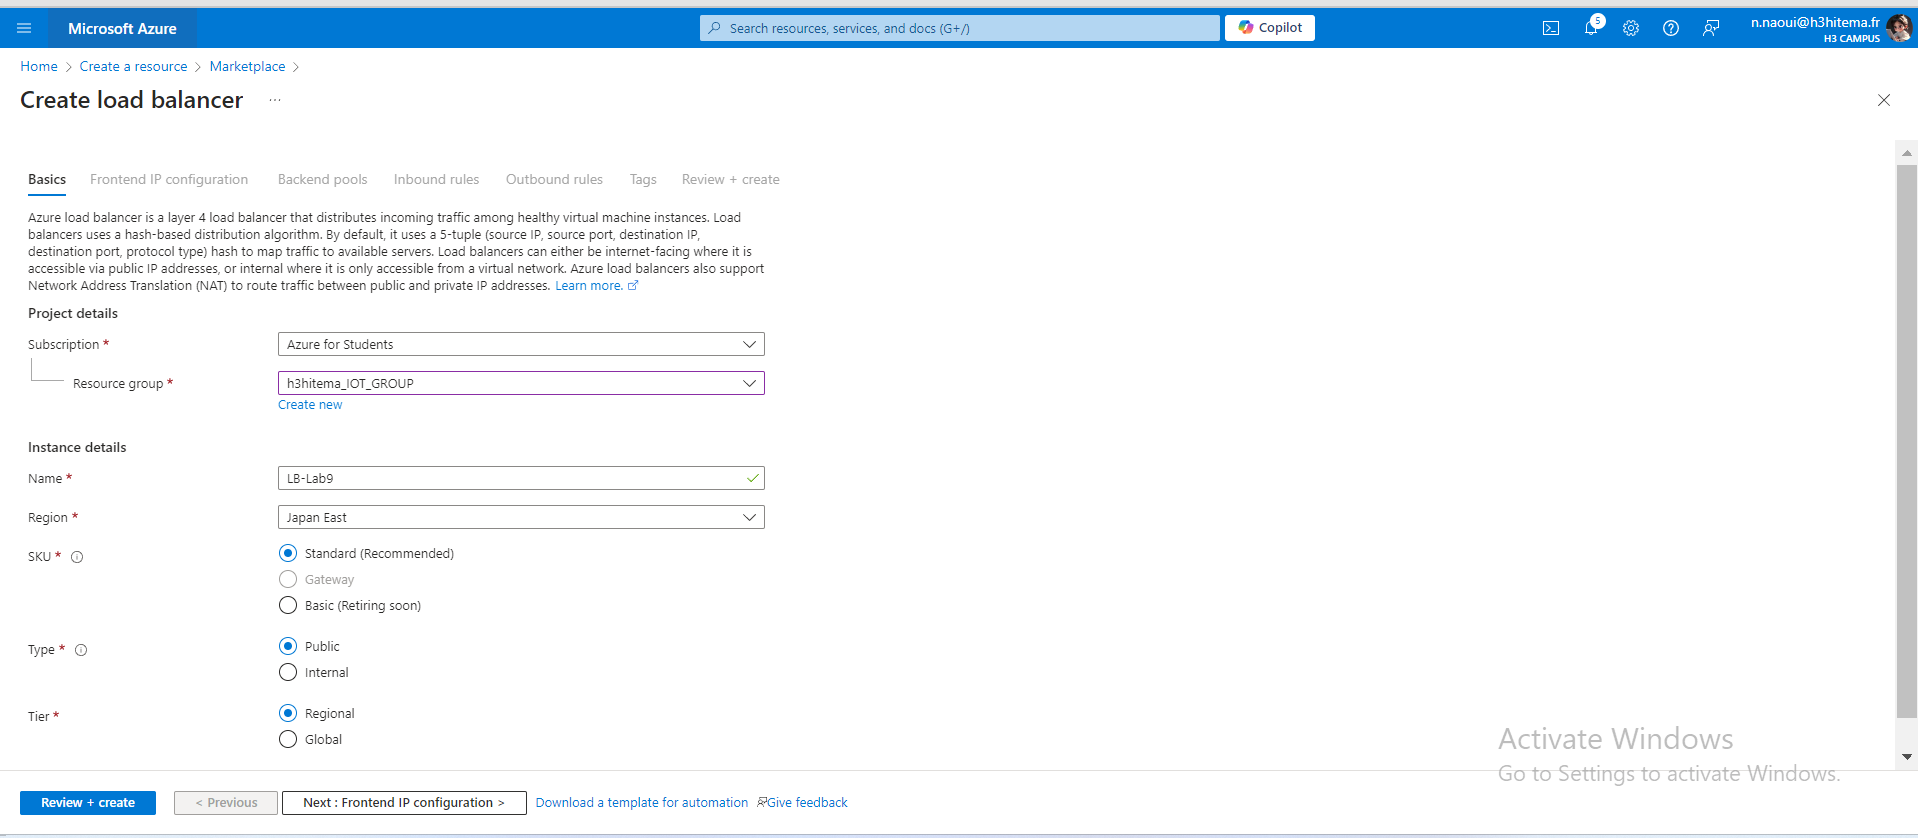 Microsoft Azure
Search resources, services, and docs (G+/)
Copilot
5
n.naoui@h3hitema.fr
H3 CAMPUS
Home > Create a resource > Marketplace >
Create load balancer ...
Basics Frontend IP configuration Backend pools Inbound rules Outbound rules Tags Review + create
Azure load balancer is a layer 4 load balancer that distributes incoming traffic among healthy virtual machine instances. Load
balancers uses a hash-based distribution algorithm. By default, it uses a 5-tuple (source IP, source port, destination IP,
destination port, protocol type) hash to map traffic to available servers. Load balancers can either be internet-facing where it is
accessible via public IP addresses, or internal where it is only accessible from a virtual network. Azure load balancers also support
Network Address Translation (NAT) to route traffic between public and private IP addresses. Learn more.
Project details
Subscription * Azure for Students
Resource group * h3hitema_IOT_GROUP
Create new
Instance details
Name * LB-Lab9
Region * Japan East
SKU * Standard (Recommended)
Gateway
Basic (Retiring soon)
Type * Public
Internal
Tier * Regional
Global
Activate Windows
Go to Settings to activate Windows.
Review + create < Previous Next : Frontend IP configuration > Download a template for automation Give feedback